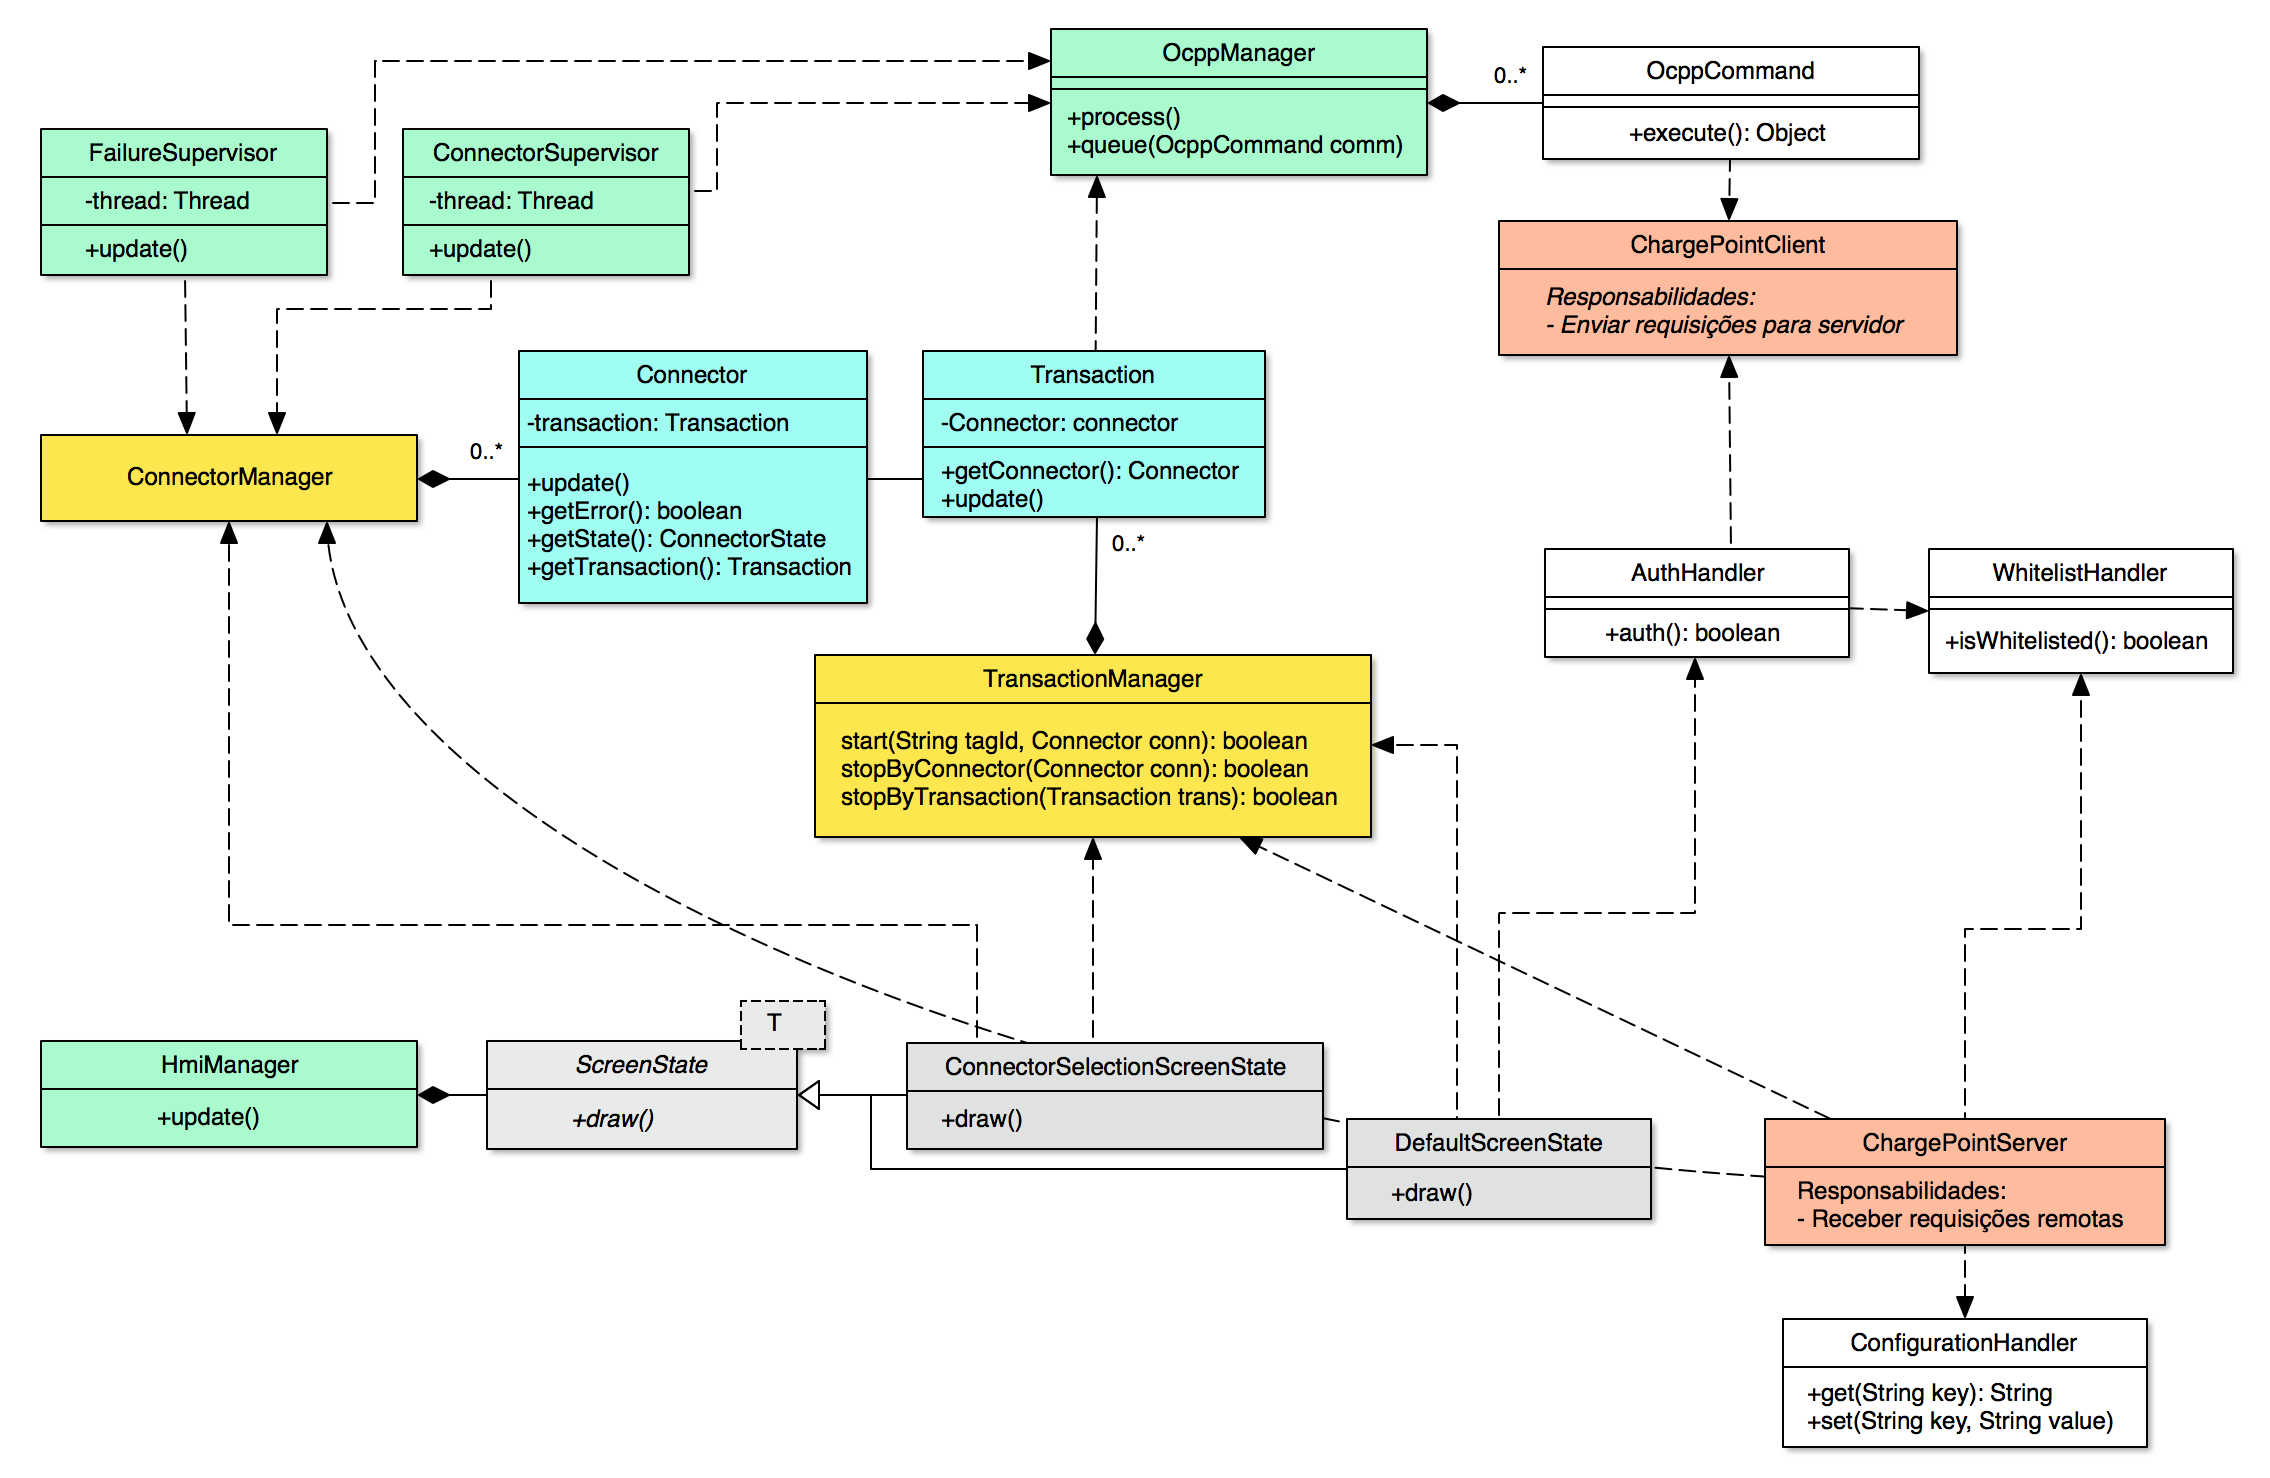 OcppManager
+process()
+queue(OcppCommand comm)
0..*
OcppCommand
+execute(): Object
FailureSupervisor
-thread: Thread
+update()
ConnectorSupervisor
-thread: Thread
+update()
ChargePointClient
Responsabilidades:
- Enviar requisições para servidor
Connector
-transaction: Transaction
+update()
+getError(): boolean
+getState(): ConnectorState
+getTransaction(): Transaction
Transaction
-Connector: connector
+getConnector(): Connector
+update()
ConnectorManager
0..*
0..*
AuthHandler
+auth(): boolean
WhitelistHandler
+isWhitelisted(): boolean
TransactionManager
start(String tagId, Connector conn): boolean
stopByConnector(Connector conn): boolean
stopByTransaction(Transaction trans): boolean
HmiManager
+update()
T
ScreenState
+draw()
ConnectorSelectionScreenState
+draw()
DefaultScreenState
+draw()
ChargePointServer
Responsabilidades:
- Receber requisições remotas
ConfigurationHandler
+get(String key): String
+set(String key, String value)